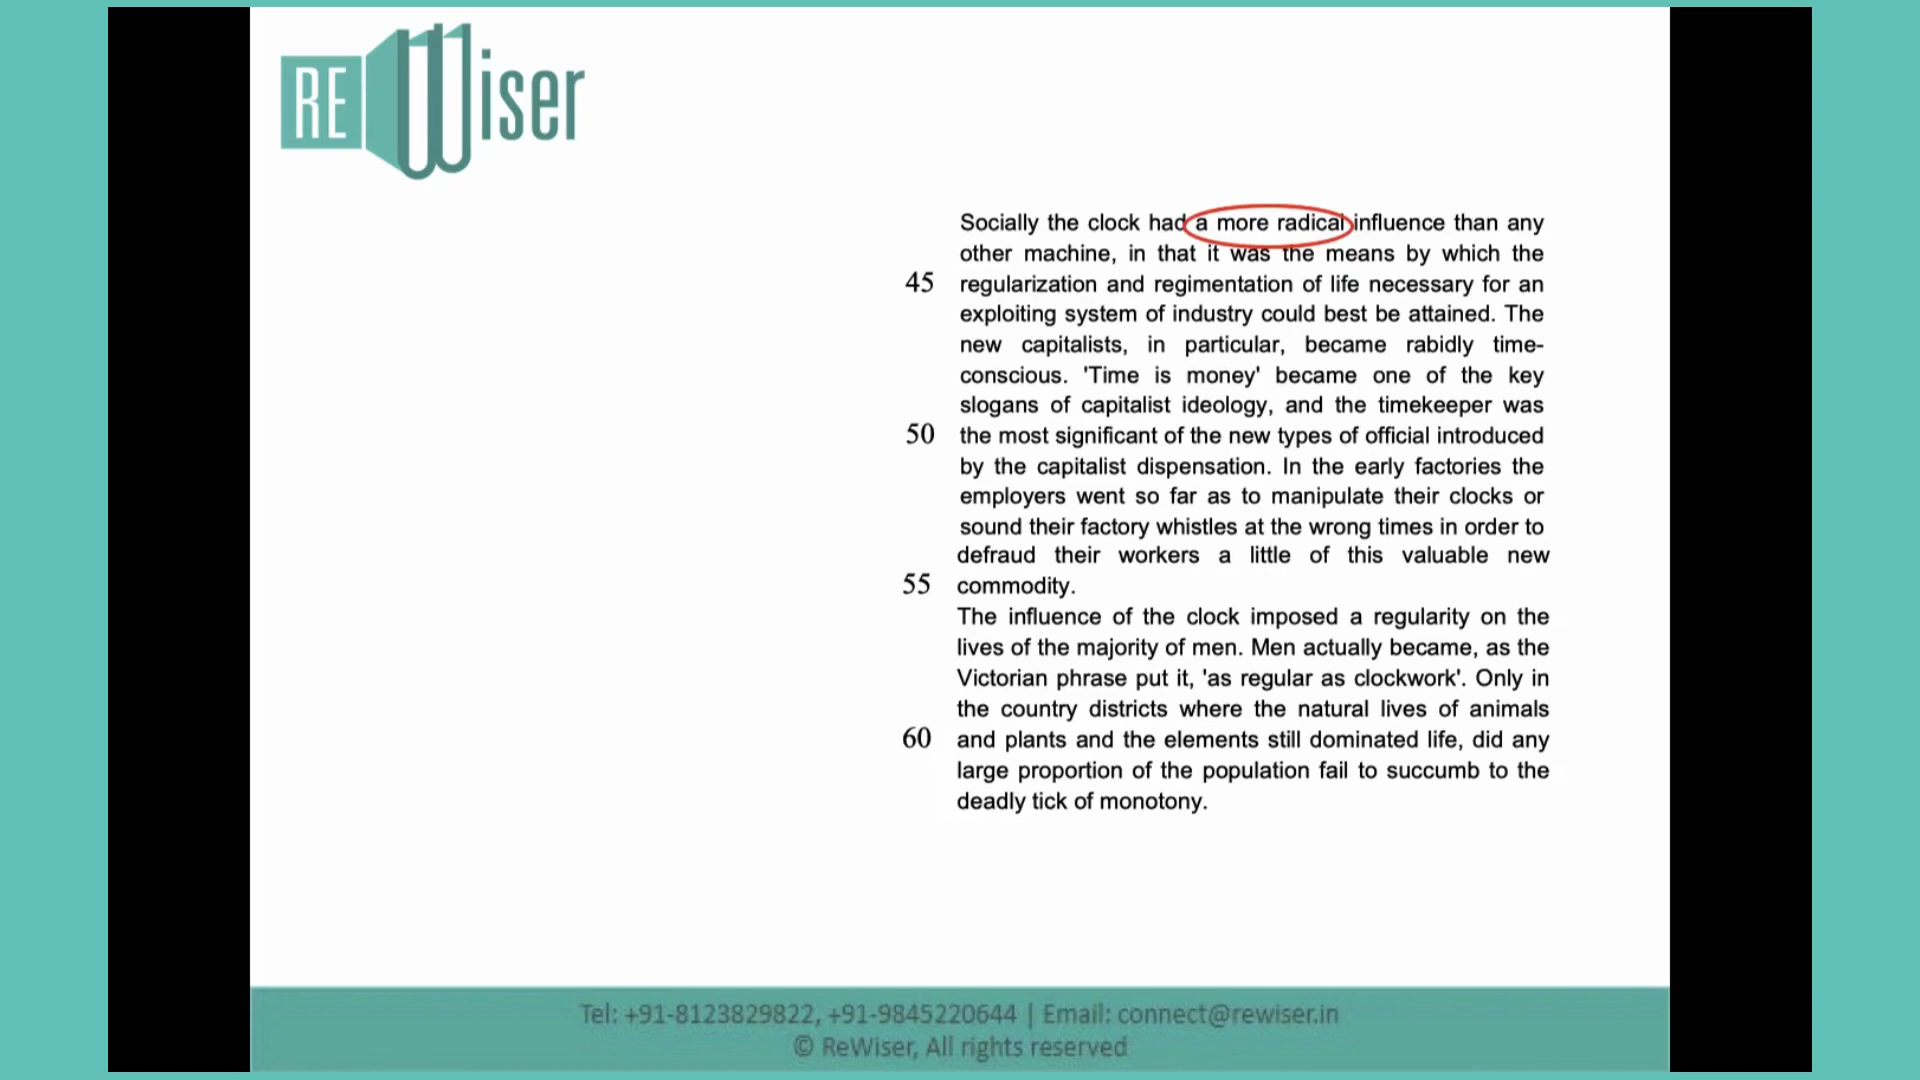 REWiser
Socially the clock had a more radical influence than any
other machine, in that it was the means by which the
45 regularization and regimentation of life necessary for an
exploiting system of industry could best be attained. The
new capitalists, in particular, became rabidly time-
conscious. 'Time is money' became one of the key
slogans of capitalist ideology, and the timekeeper was
50 the most significant of the new types of official introduced
by the capitalist dispensation. In the early factories the
employers went so far as to manipulate their clocks or
sound their factory whistles at the wrong times in order to
defraud their workers a little of this valuable new
55 commodity.
The influence of the clock imposed a regularity on the
lives of the majority of men. Men actually became, as the
Victorian phrase put it, 'as regular as clockwork'. Only in
the country districts where the natural lives of animals
60 and plants and the elements still dominated life, did any
large proportion of the population fail to succumb to the
deadly tick of monotony.
Tel: +91-8123829822, +91-9845220644 | Email: connect@rewiser.in
© ReWiser, All rights reserved